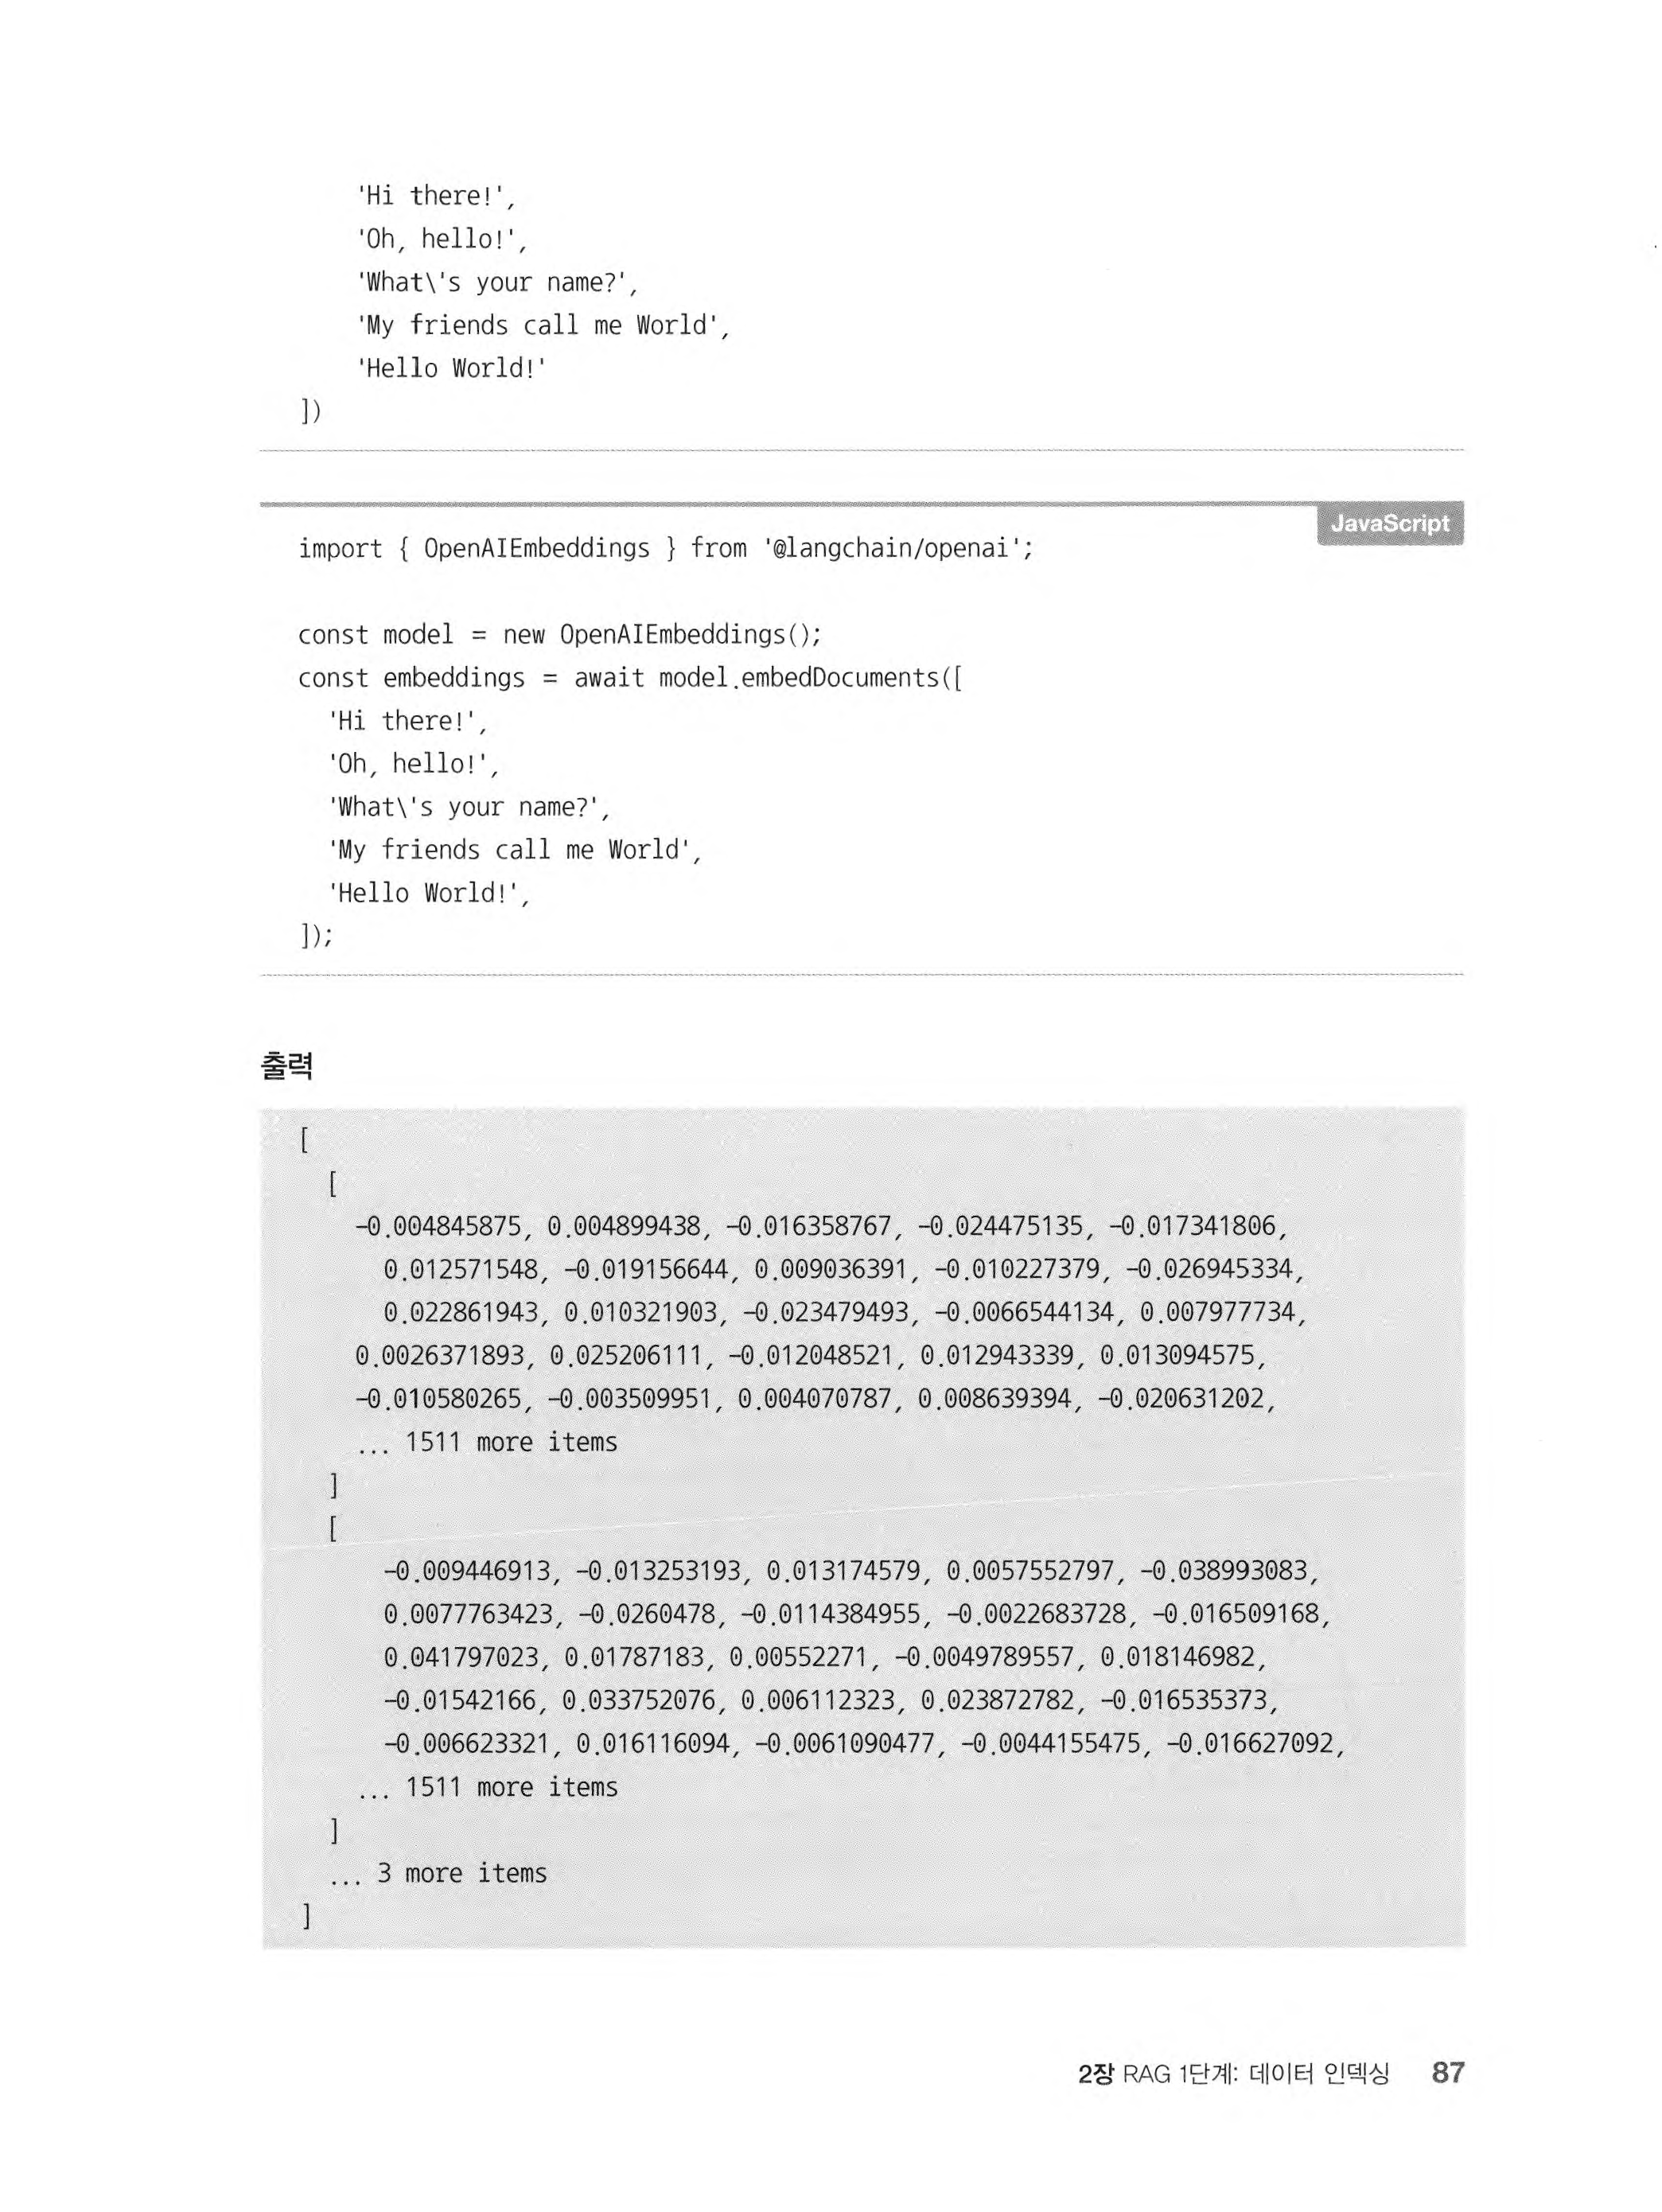 'Hi there!',
'Oh, hello!',
'What\'s your name?',
'My friends call me World',
'Hello World!'
])
JavaScript
import { OpenAIEmbeddings } from '@langchain/openai';
const model = new OpenAIEmbeddings();
const embeddings = await model.embedDocuments([
'Hi there!',
'Oh, hello!',
'What\'s your name?',
'My friends call me World',
'Hello World!',
]);
출력
[
[
-0.004845875, 0.004899438, -0.016358767, -0.024475135, -0.017341806,
0.012571548, -0.019156644, 0.009036391, -0.010227379, -0.026945334,
0.022861943, 0.010321903, -0.023479493, -0.0066544134, 0.007977734,
0.0026371893, 0.025206111, -0.012048521, 0.012943339, 0.013094575,
-0.010580265, -0.003509951, 0.004070787, 0.008639394, -0.020631202,
... 1511 more items
]
[
-0.009446913, -0.013253193, 0.013174579, 0.0057552797, -0.038993083,
0.0077763423, -0.0260478, -0.0114384955, -0.0022683728, -0.016509168,
0.041797023, 0.01787183, 0.00552271, -0.0049789557, 0.018146982,
-0.01542166, 0.033752076, 0.006112323, 0.023872782, -0.016535373,
-0.006623321, 0.016116094, -0.0061090477, -0.0044155475, -0.016627092,
... 1511 more items
]
... 3 more items
]
2장 RAG 1단계: 데이터 인덱싱 87